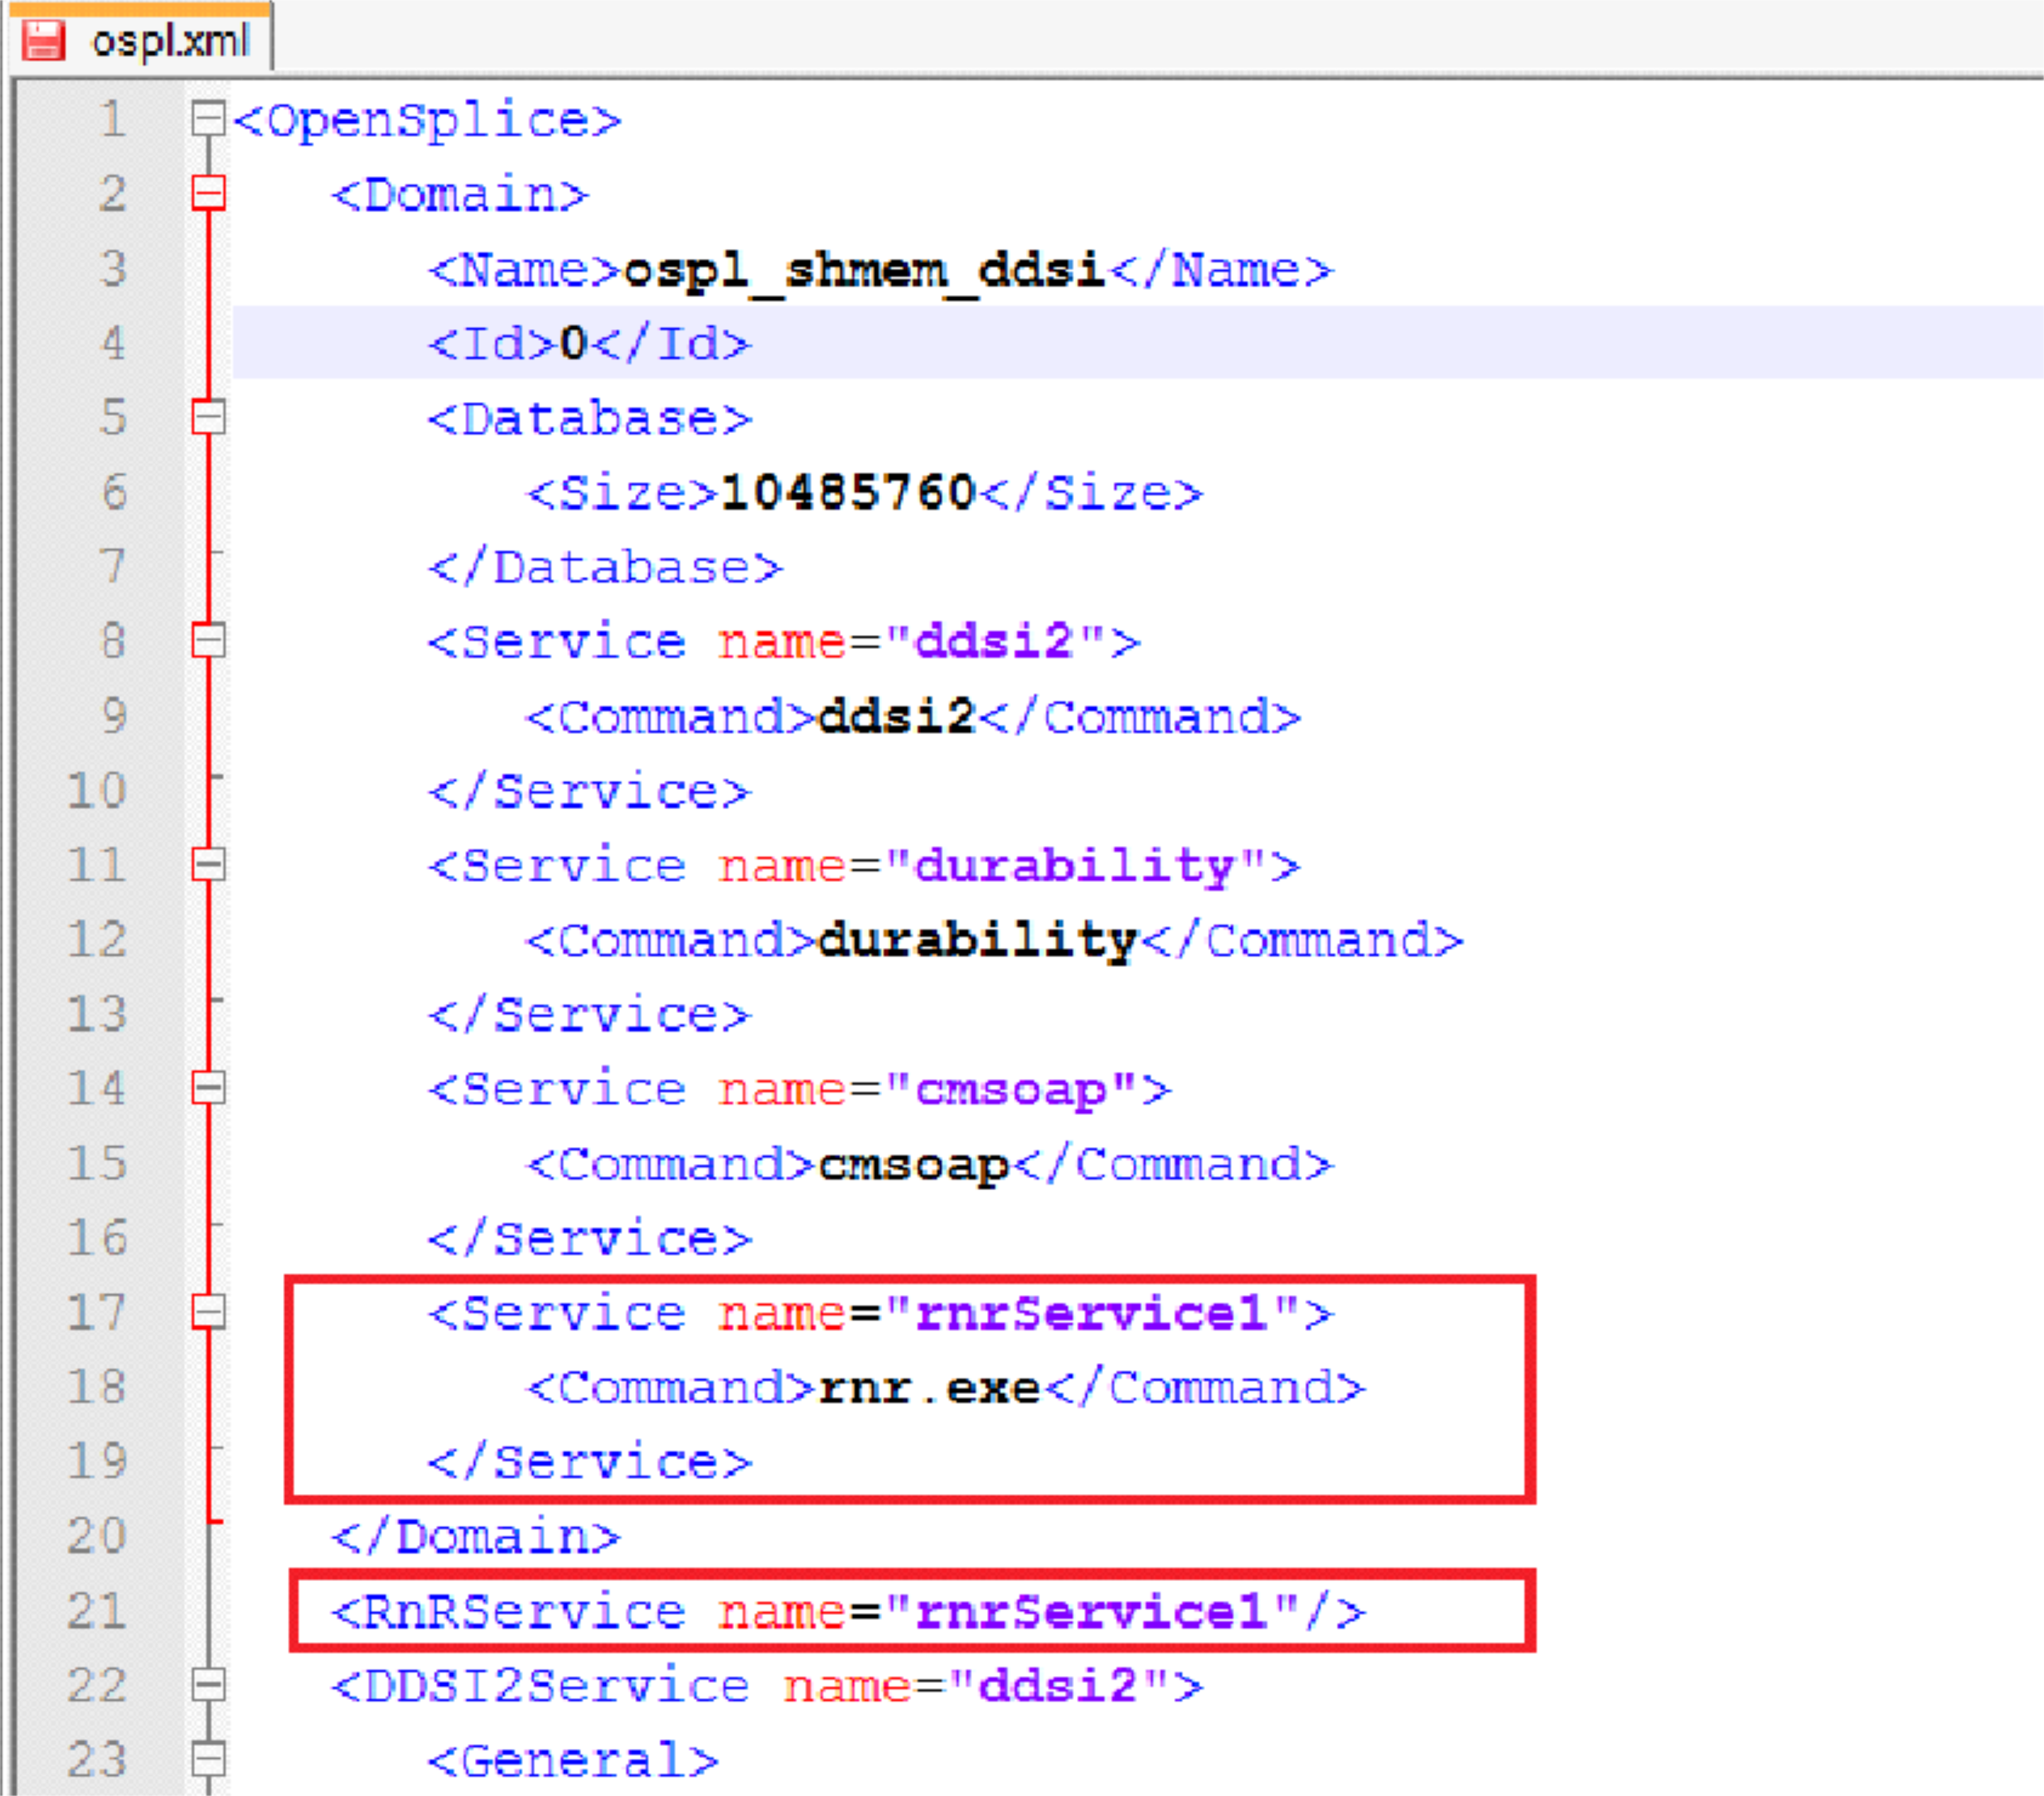 ospl.xml
1 <OpenSplice>
2 <Domain>
3 <Name>ospl_shmem_ddsi</Name>
4 <Id>0</Id>
5 <Database>
6 <Size>10485760</Size>
7 </Database>
8 <Service name="ddsi2">
9 <Command>ddsi2</Command>
10 </Service>
11 <Service name="durability">
12 <Command>durability</Command>
13 </Service>
14 <Service name="cmsoap">
15 <Command>cmsoap</Command>
16 </Service>
17 <Service name="rnrService1">
18 <Command>rnr.exe</Command>
19 </Service>
20 </Domain>
21 <RnRService name="rnrService1"/>
22 <DDSI2Service name="ddsi2">
23 <General>